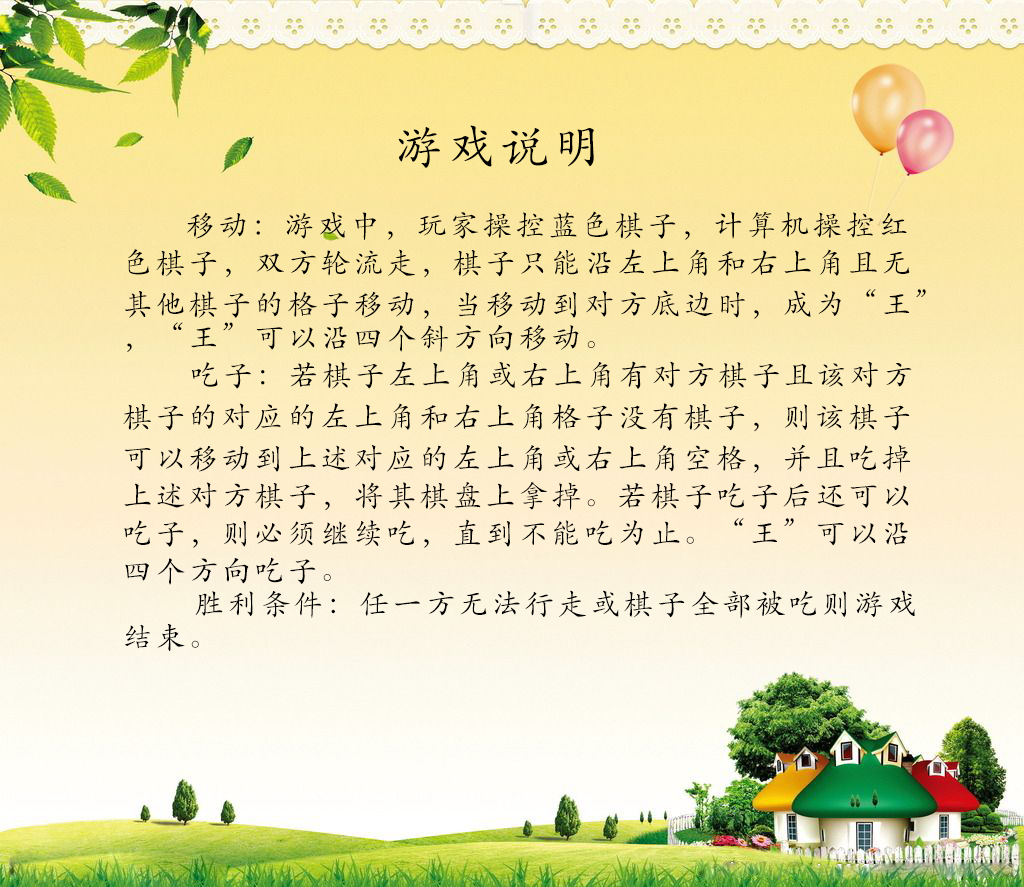 游戏说明
移动：游戏中，玩家操控蓝色棋子，计算机操控红
色棋子，双方轮流走，棋子只能沿左上角和右上角且无
其他棋子的格子移动，当移动到对方底边时，成为“王”
，“王”可以沿四个斜方向移动。
吃子：若棋子左上角或右上角有对方棋子且该对方
棋子的对应的左上角和右上角格子没有棋子，则该棋子
可以移动到上述对应的左上角或右上角空格，并且吃掉
上述对方棋子，将其棋盘上拿掉。若棋子吃子后还可以
吃子，则必须继续吃，直到不能吃为止。“王”可以沿
四个方向吃子。
胜利条件：任一方无法行走或棋子全部被吃则游戏
结束。